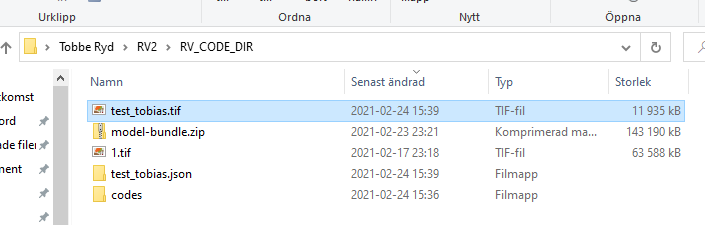 Urklipp
Ordna
Nytt
Öppna
Tobbe Ryd > RV2 > RV_CODE_DIR
Namn Senast ändrad Typ Storlek
tkomst
test_tobias.tif 2021-02-24 15:39 TIF-fil 11 935 kB
ord
model-bundle.zip 2021-02-23 23:21 Komprimerad ma... 143 190 kB
nde filer
1.tif 2021-02-17 23:18 TIF-fil 63 588 kB
ment
test_tobias.json 2021-02-24 15:39 Filmapp
codes 2021-02-24 15:36 Filmapp